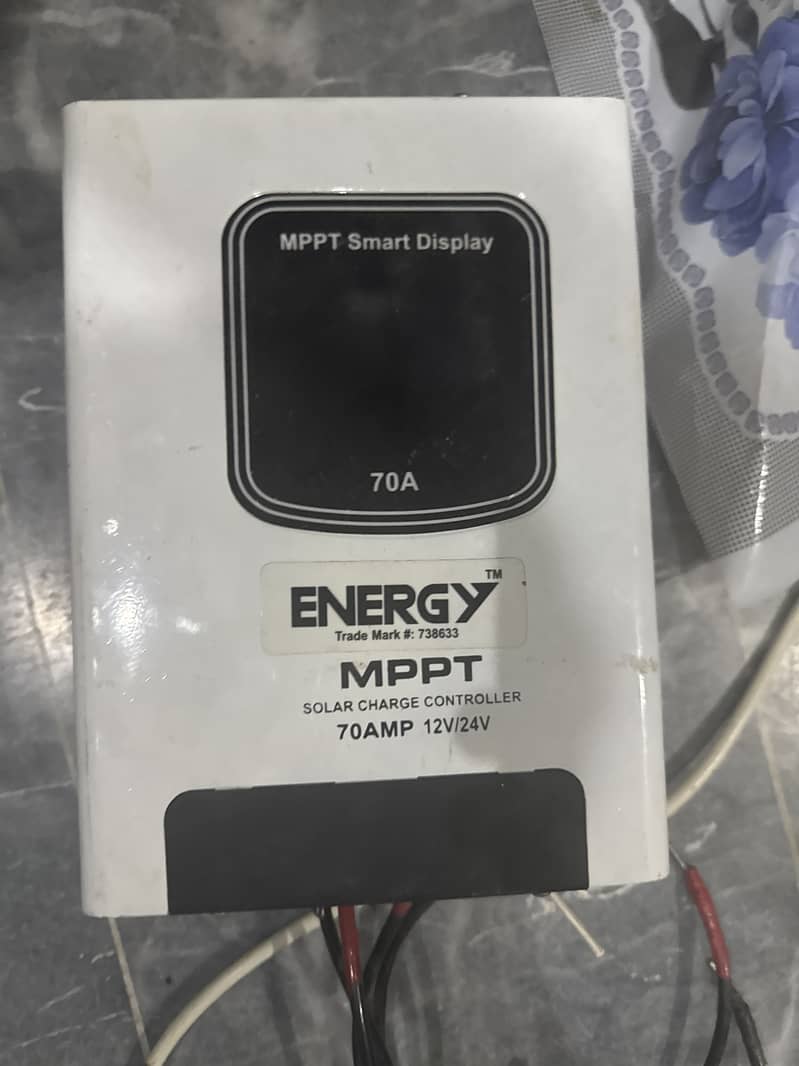 MPPT Smart Display
70A
ENERGY™
Trade Mark #: 738633
MPPT
SOLAR CHARGE CONTROLLER
70AMP 12V/24V